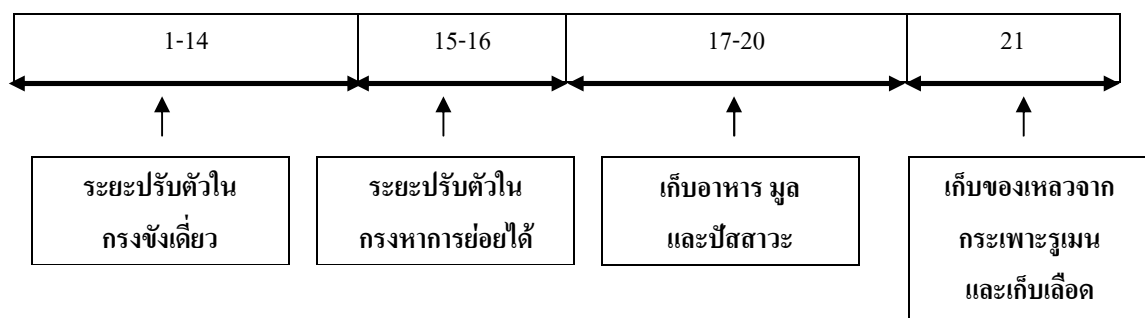 1-14 15-16 17-20 21
ระยะปรับตัวใน
กรงขังเดี่ยว
ระยะปรับตัวใน
กรงหาการย่อยได้
เก็บอาหาร มูล
และปัสสาวะ
เก็บของเหลวจาก
กระเพาะรูเมน
และเก็บเลือด